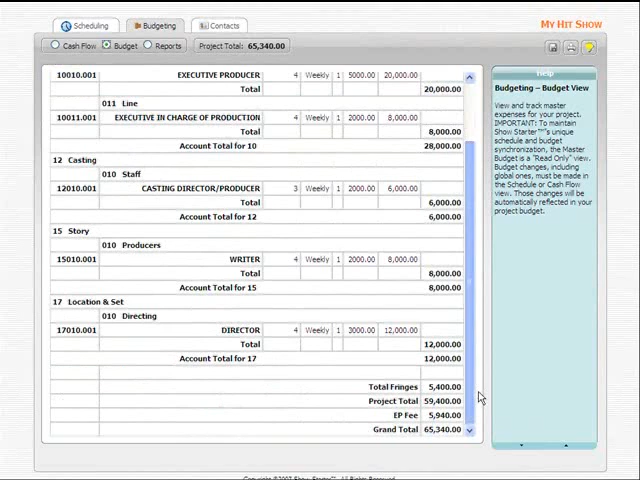 Scheduling Budgeting Contacts
My Hit Show
Cash Flow Budget Reports Project Total: 65,340.00
10010.001 EXECUTIVE PRODUCER 4 Weekly 1 5000.00 20,000.00
Total 20,000.00
011 Line
10011.001 EXECUTIVE IN CHARGE OF PRODUCTION 4 Weekly 1 2000.00 8,000.00
Total 8,000.00
Account Total for 10 28,000.00
12 Casting
010 Staff
12010.001 CASTING DIRECTOR/PRODUCER 3 Weekly 1 2000.00 6,000.00
Total 6,000.00
Account Total for 12 6,000.00
15 Story
010 Producers
15010.001 WRITER 4 Weekly 1 2000.00 8,000.00
Total 8,000.00
Account Total for 15 8,000.00
17 Location & Set
010 Directing
17010.001 DIRECTOR 4 Weekly 1 3000.00 12,000.00
Total 12,000.00
Account Total for 17 12,000.00
Total Fringes 5,400.00
Project Total 59,400.00
EP Fee 5,940.00
Grand Total 65,340.00
Help
Budgeting – Budget View
View and track master
expenses for your project.
IMPORTANT: To maintain
Show Starter™'s unique
schedule and budget
synchronization, the Master
Budget is a "Read Only" view.
Budget changes, including
global ones, must be made in
the Schedule or Cash Flow
view. Those changes will be
automatically reflected in your
project budget.
Copyright ©2007 Show Starter™. All Rights Reserved.